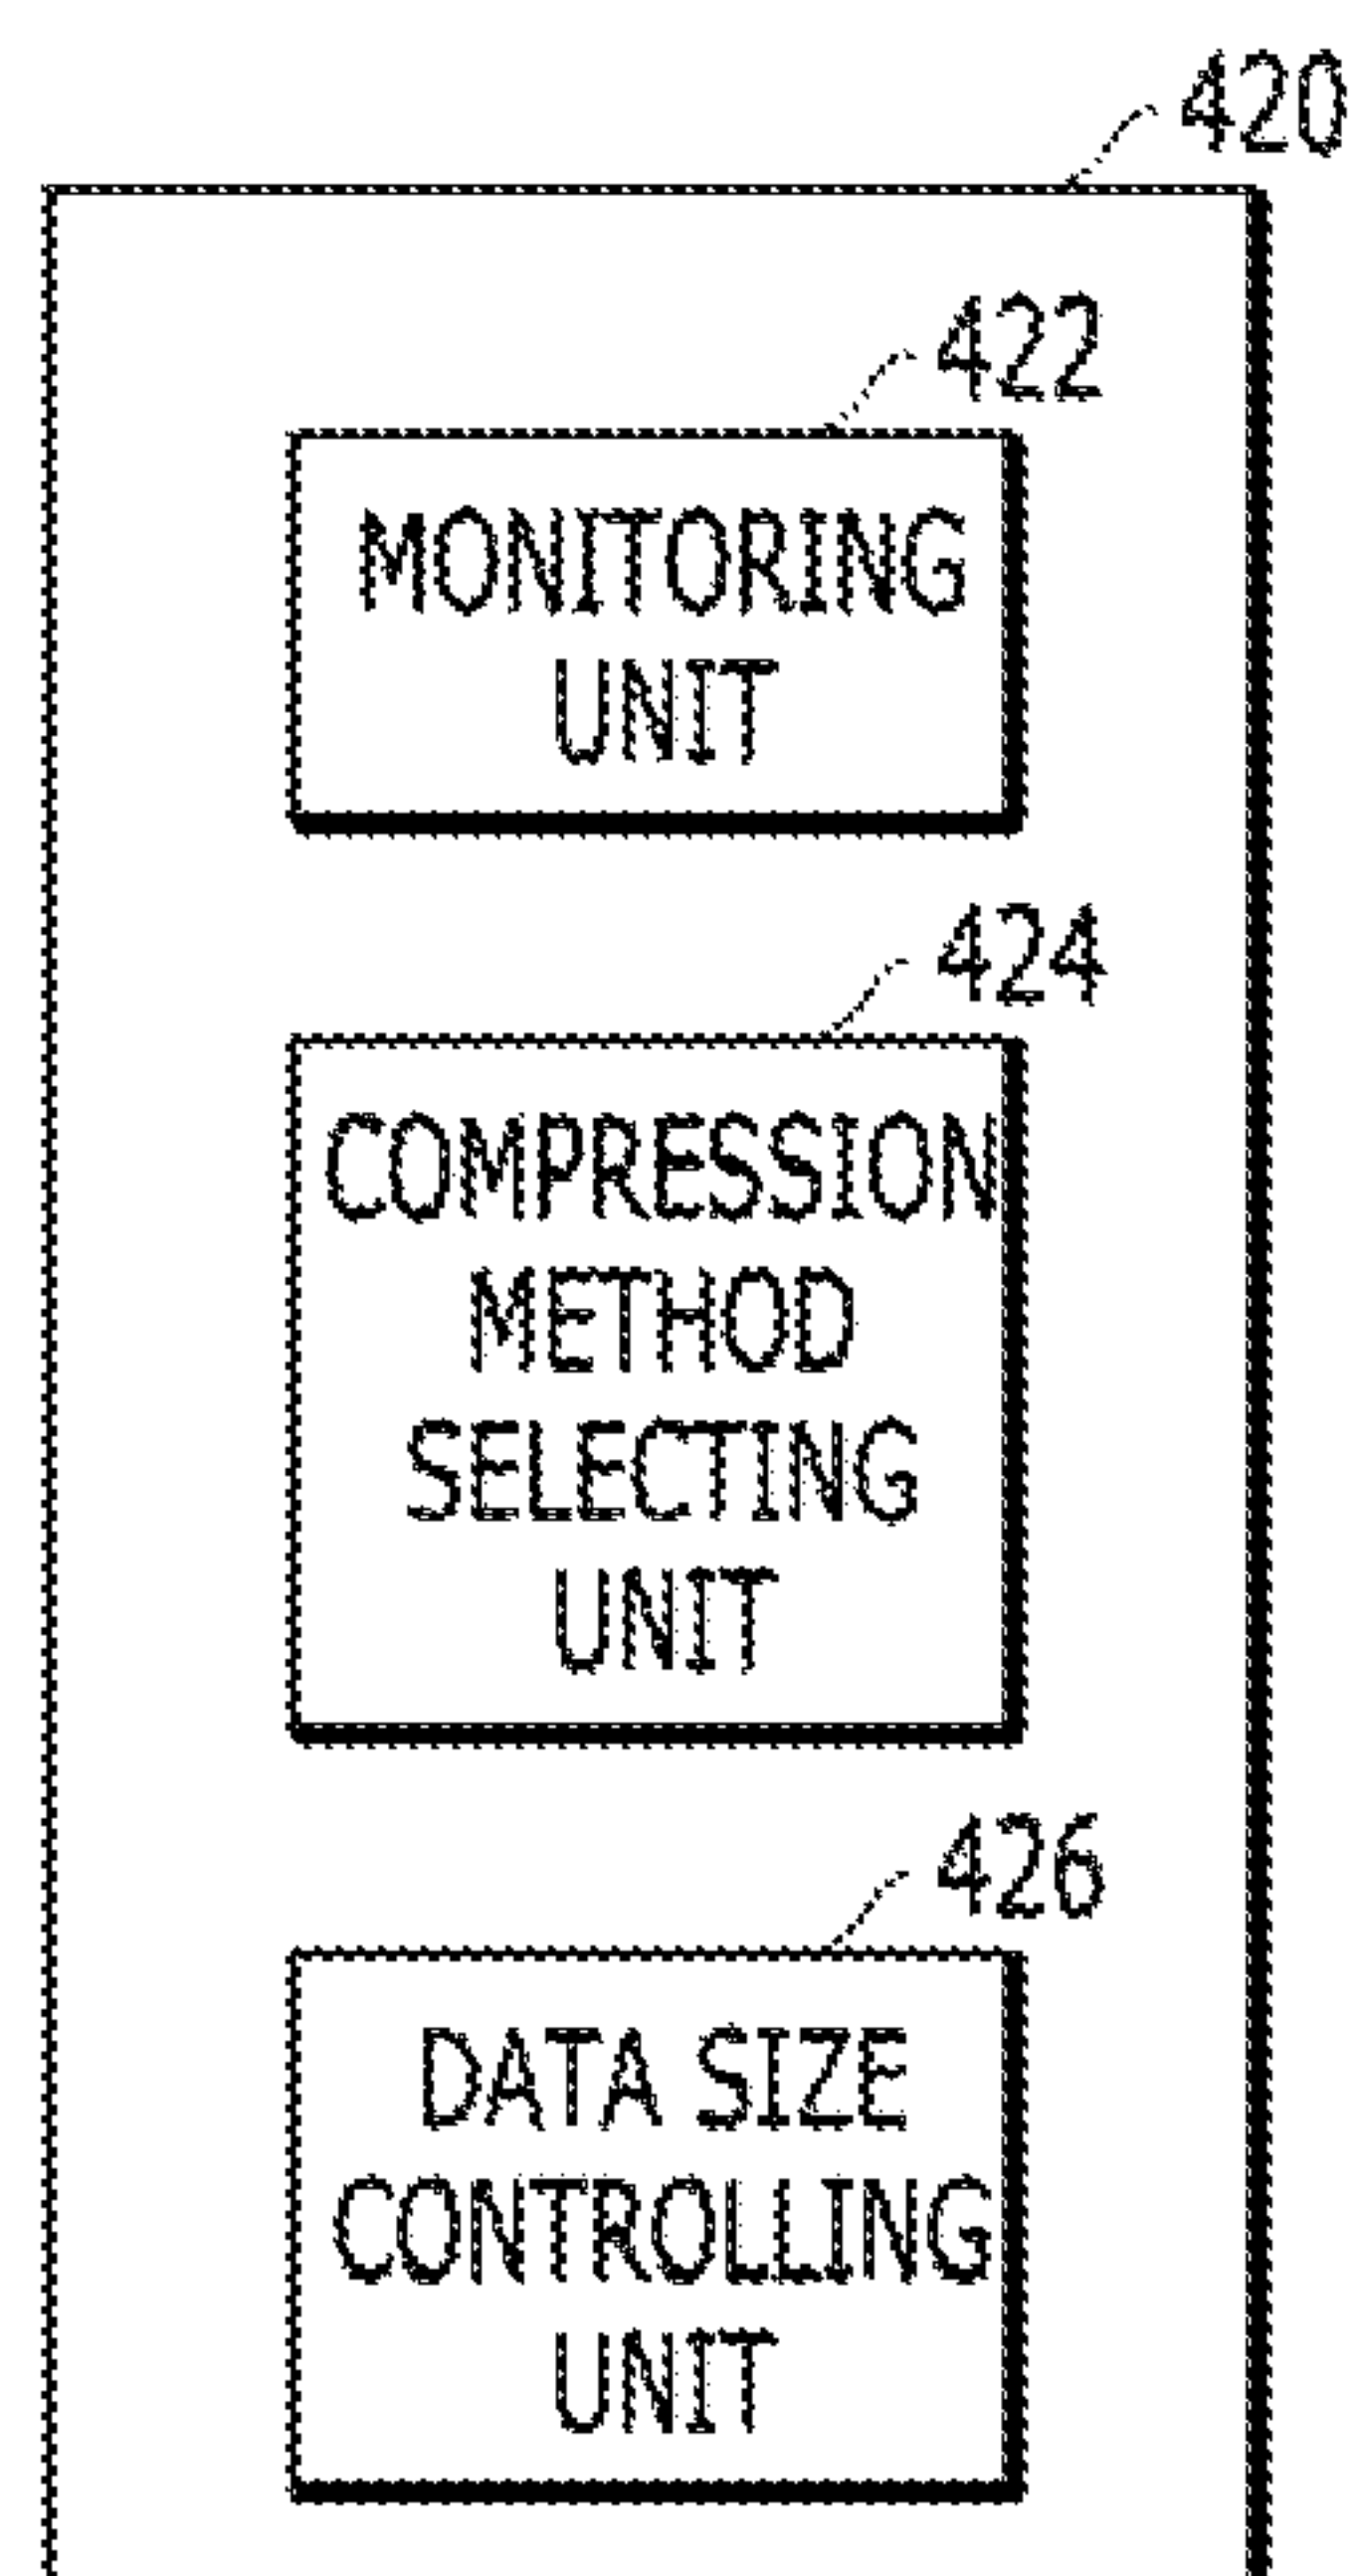 420
422
MONITORING
UNIT
424
COMPRESSION
METHOD
SELECTING
UNIT
426
DATA SIZE
CONTROLLING
UNIT